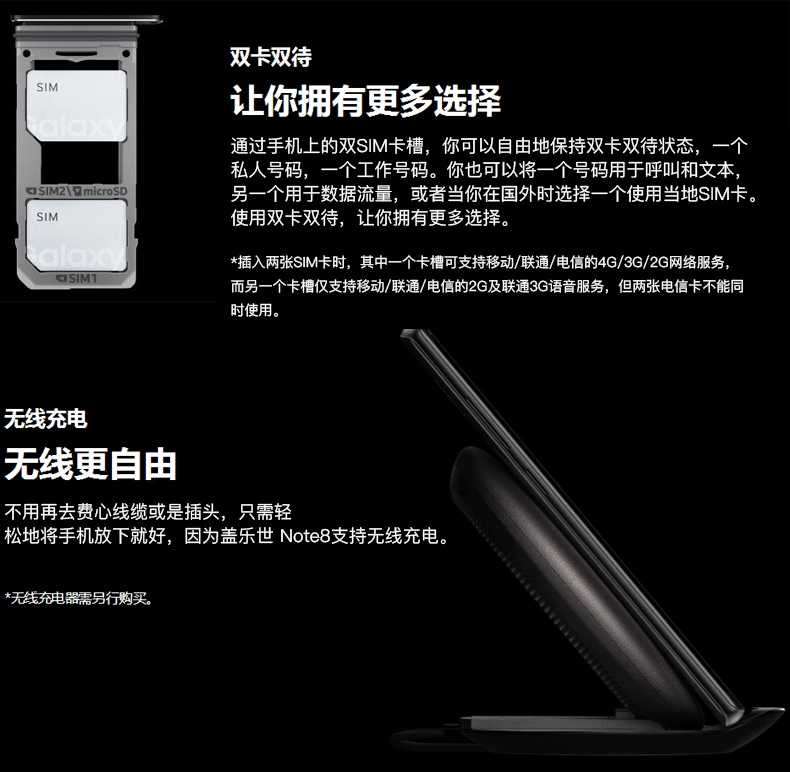 SIM
Galaxy
SIM2\microSD
SIM
Galaxy
SIM1
双卡双待
让你拥有更多选择
通过手机上的双SIM卡槽，你可以自由地保持双卡双待状态，一个
私人号码，一个工作号码。你也可以将一个号码用于呼叫和文本，
另一个用于数据流量，或者当你在国外时选择一个使用当地SIM卡。
使用双卡双待，让你拥有更多选择。
*插入两张SIM卡时，其中一个卡槽可支持移动/联通/电信的4G/3G/2G网络服务，
而另一个卡槽仅支持移动/联通/电信的2G及联通3G语音服务，但两张电信卡不能同
时使用。
无线充电
无线更自由
不用再去费心线缆或是插头，只需轻
松地将手机放下就好，因为盖乐世 Note8支持无线充电。
*无线充电器需另行购买。